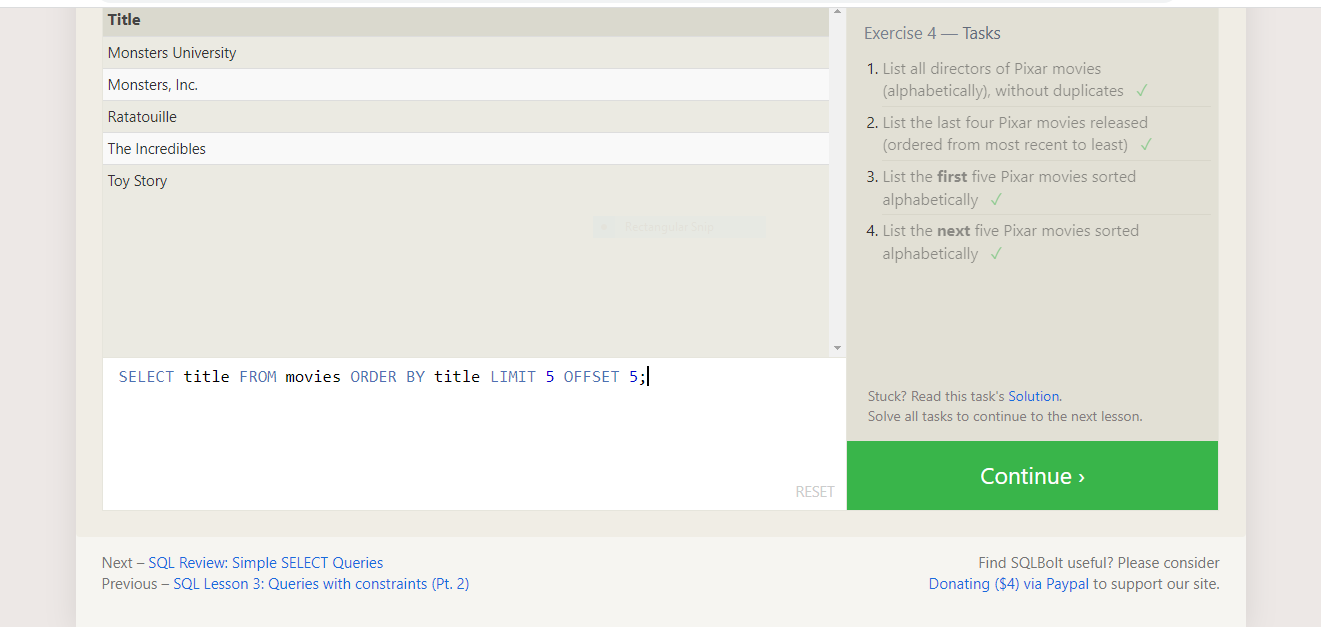 Title
Monsters University
Monsters, Inc.
Ratatouille
The Incredibles
Toy Story
Rectangular Snip
SELECT title FROM movies ORDER BY title LIMIT 5 OFFSET 5;
RESET
Exercise 4 — Tasks
1. List all directors of Pixar movies
(alphabetically), without duplicates ✓
2. List the last four Pixar movies released
(ordered from most recent to least) ✓
3. List the first five Pixar movies sorted
alphabetically ✓
4. List the next five Pixar movies sorted
alphabetically ✓
Stuck? Read this task's Solution.
Solve all tasks to continue to the next lesson.
Continue ›
Next – SQL Review: Simple SELECT Queries
Previous – SQL Lesson 3: Queries with constraints (Pt. 2)
Find SQLBolt useful? Please consider
Donating ($4) via Paypal to support our site.